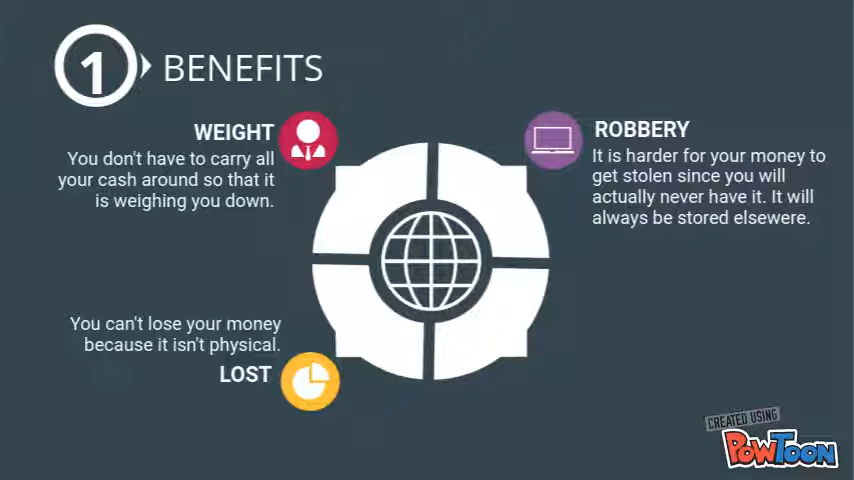 1
BENEFITS
WEIGHT
You don't have to carry all
your cash around so that it
is weighing you down.
ROBBERY
It is harder for your money to
get stolen since you will
actually never have it. It will
always be stored elsewere.
You can't lose your money
because it isn't physical.
LOST
CREATED USING
POWTOON